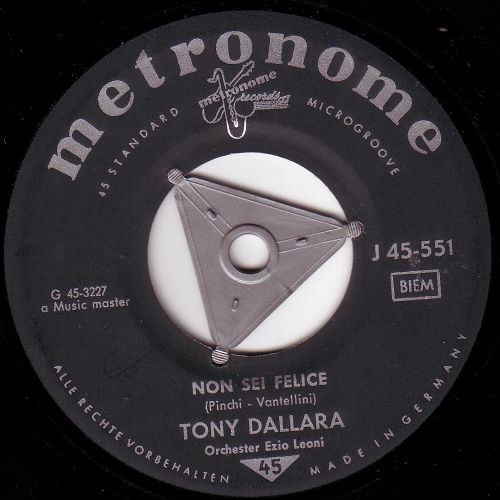 metronome
metronome
records
45 STANDARD
MICROGROOVE
J 45-551
BIEM
G 45-3227
a Music master
NON SEI FELICE
(Pinchi - Vantellini)
TONY DALLARA
Orchester Ezio Leoni
45
ALLE RECHTE VORBEHALTEN
MADE IN GERMANY